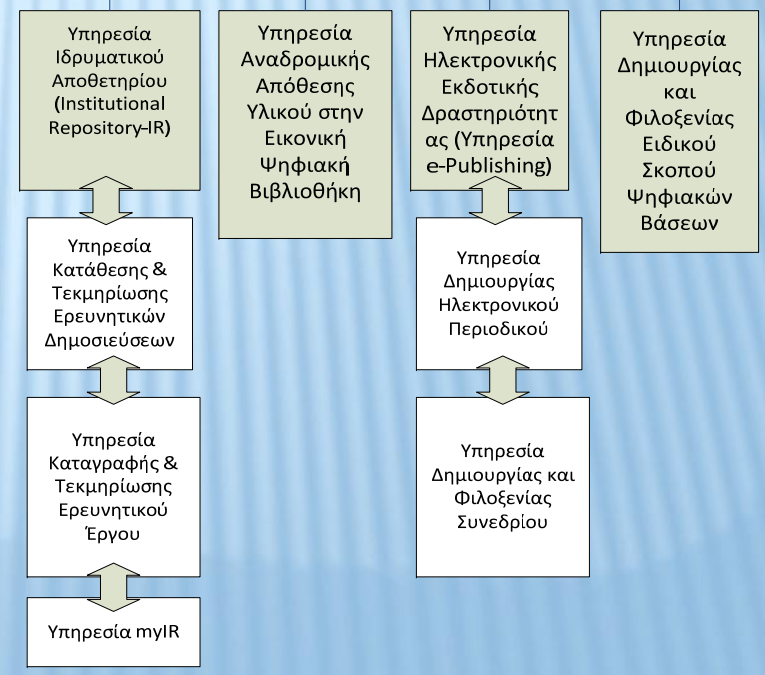 Υπηρεσία
Ιδρυματικού
Αποθετηρίου
(Institutional
Repository-IR)
Υπηρεσία
Κατάθεσης &
Τεκμηρίωσης
Ερευνητικών
Δημοσιεύσεων
Υπηρεσία
Καταγραφής &
Τεκμηρίωσης
Ερευνητικού
Έργου
Υπηρεσία myIR
Υπηρεσία
Αναδρομικής
Απόθεσης
Υλικού στην
Εικονική
Ψηφιακή
Βιβλιοθήκη
Υπηρεσία
Ηλεκτρονικής
Εκδοτικής
Δραστηριότητ
ας (Υπηρεσία
e-Publishing)
Υπηρεσία
Δημιουργίας
Ηλεκτρονικού
Περιοδικού
Υπηρεσία
Δημιουργίας και
Φιλοξενίας
Συνεδρίου
Υπηρεσία
Δημιουργίας
και
Φιλοξενίας
Ειδικού
Σκοπού
Ψηφιακών
Βάσεων